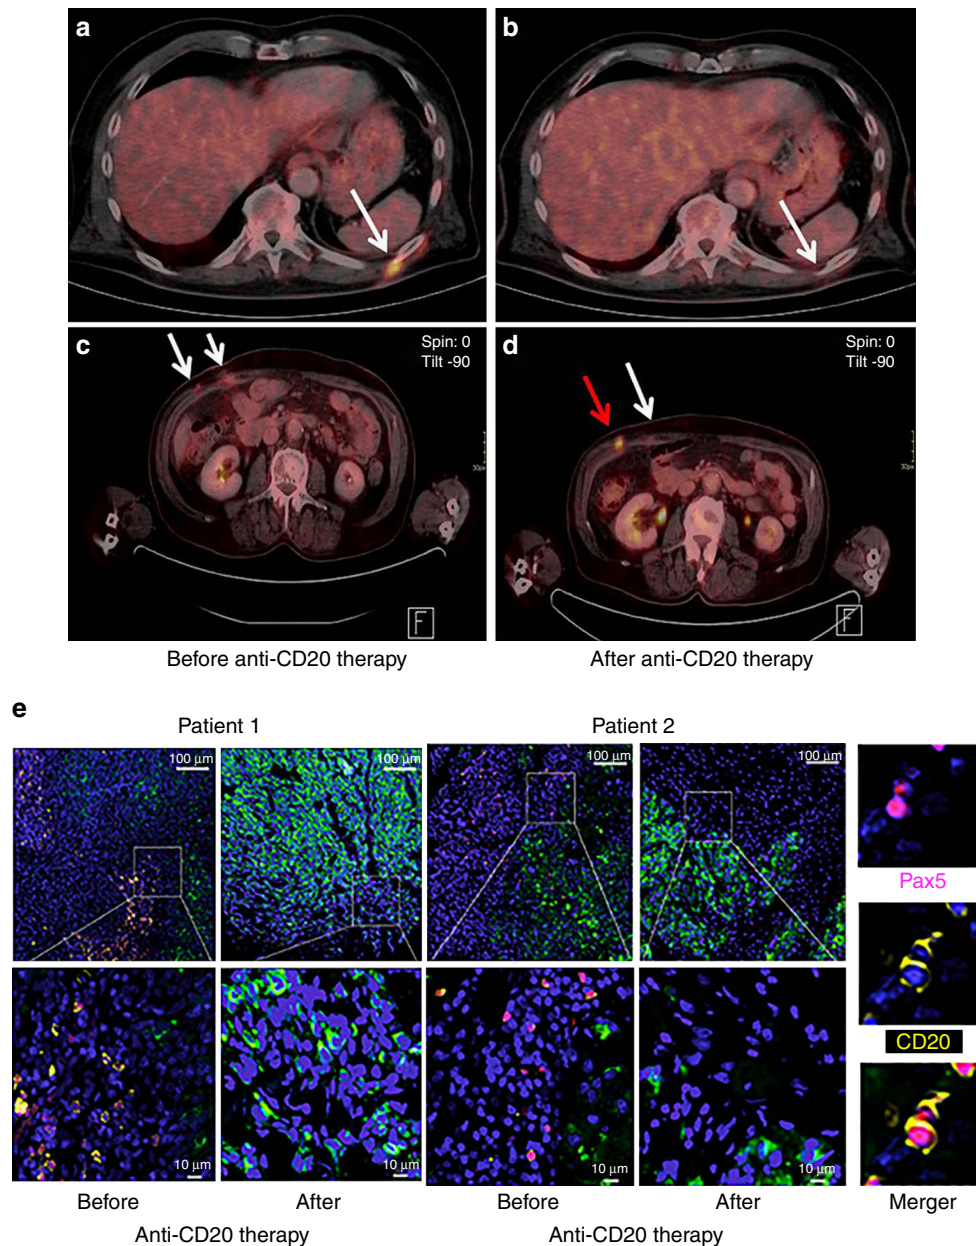 a
b
c
Spin: 0
Tilt -90
F
d
Spin: 0
Tilt -90
F
Before anti-CD20 therapy
After anti-CD20 therapy
e
Patient 1
Patient 2
100 μm
100 μm
100 μm
100 μm
Pax5
CD20
10 μm
10 μm
10 μm
10 μm
Before
After
Before
After
Merger
Anti-CD20 therapy
Anti-CD20 therapy